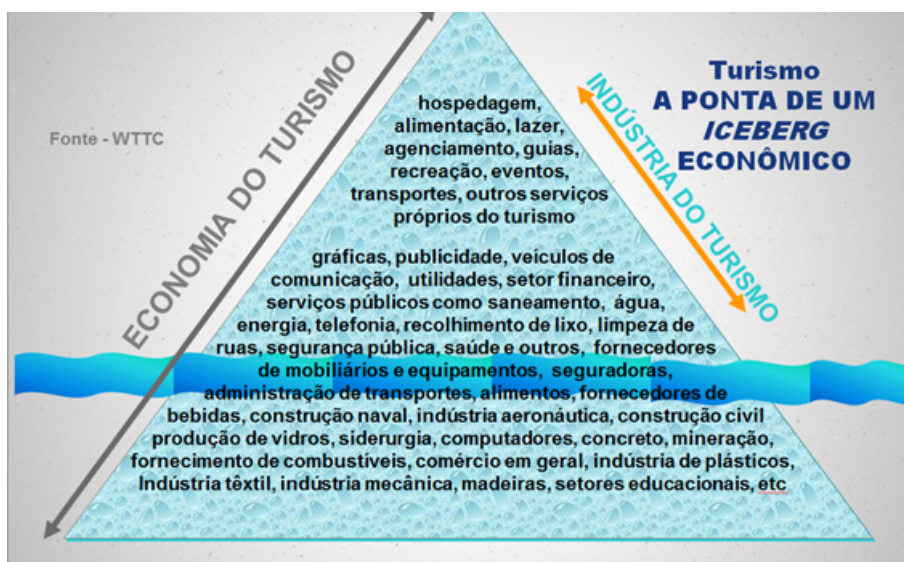 Turismo
A PONTA DE UM
ICEBERG
ECONÔMICO
Fonte - WTTC
ECONOMIA DO TURISMO
INDÚSTRIA DO TURISMO
hospedagem,
alimentação, lazer,
agenciamento, guias,
recreação, eventos,
transportes, outros serviços
próprios do turismo
gráficas, publicidade, veículos de
comunicação, utilidades, setor financeiro,
serviços públicos como saneamento, água,
energia, telefonia, recolhimento de lixo, limpeza de
ruas, segurança pública, saúde e outros, fornecedores
de mobiliários e equipamentos, seguradoras,
administração de transportes, alimentos, fornecedores de
bebidas, construção naval, indústria aeronáutica, construção civil
produção de vidros, siderurgia, computadores, concreto, mineração,
fornecimento de combustíveis, comércio em geral, indústria de plásticos,
Indústria têxtil, indústria mecânica, madeiras, setores educacionais, etc